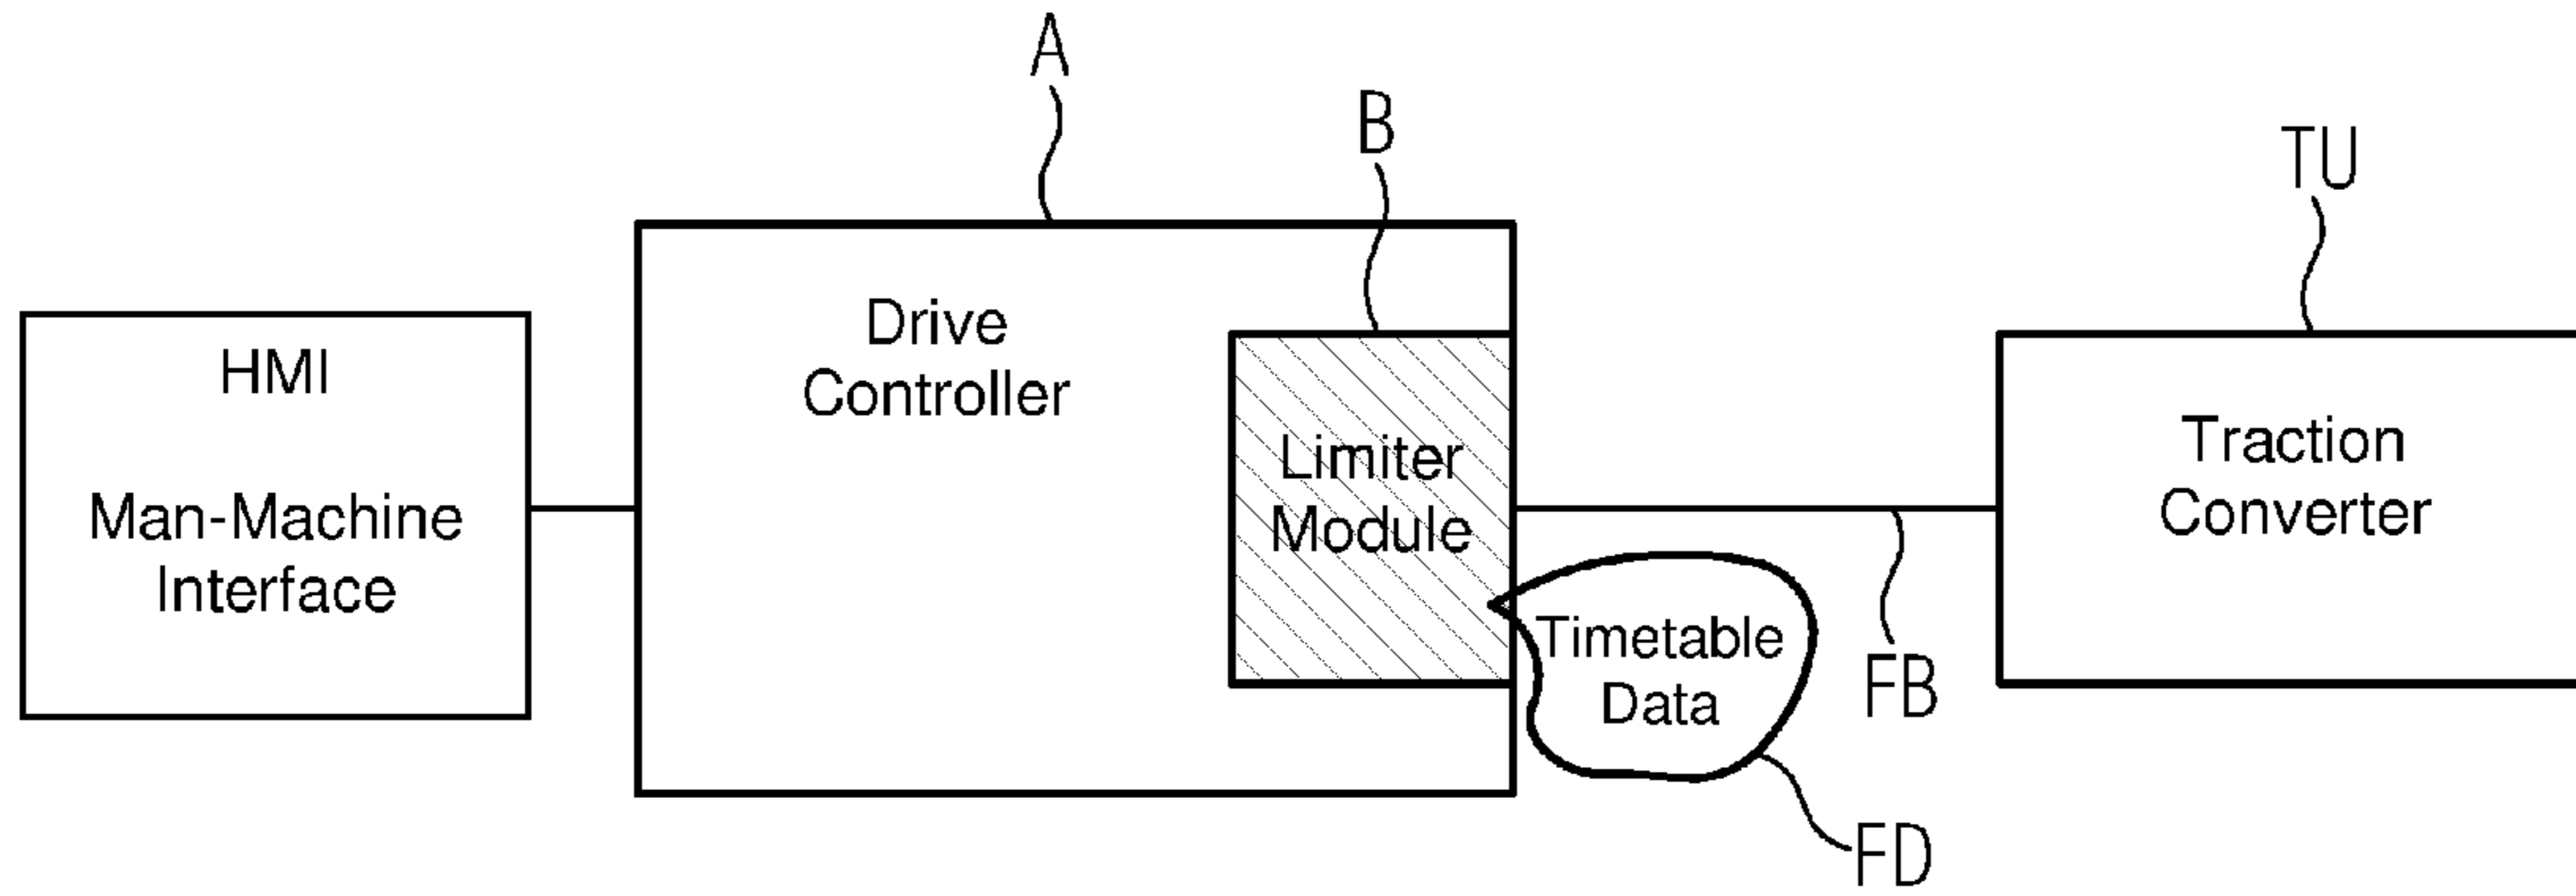 A
B
TU
HMI
Man-Machine
Interface
Drive
Controller
Limiter
Module
Traction
Converter
Timetable
Data
FB
FD